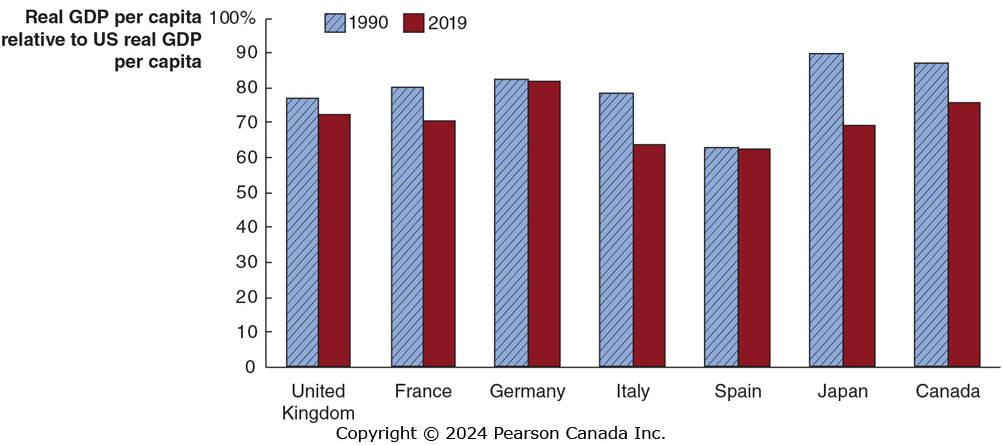 Real GDP per capita
relative to US real GDP
per capita
100%
90
80
70
60
50
40
30
20
10
0
1990
2019
United
Kingdom
France
Germany
Italy
Spain
Japan
Canada
Copyright © 2024 Pearson Canada Inc.